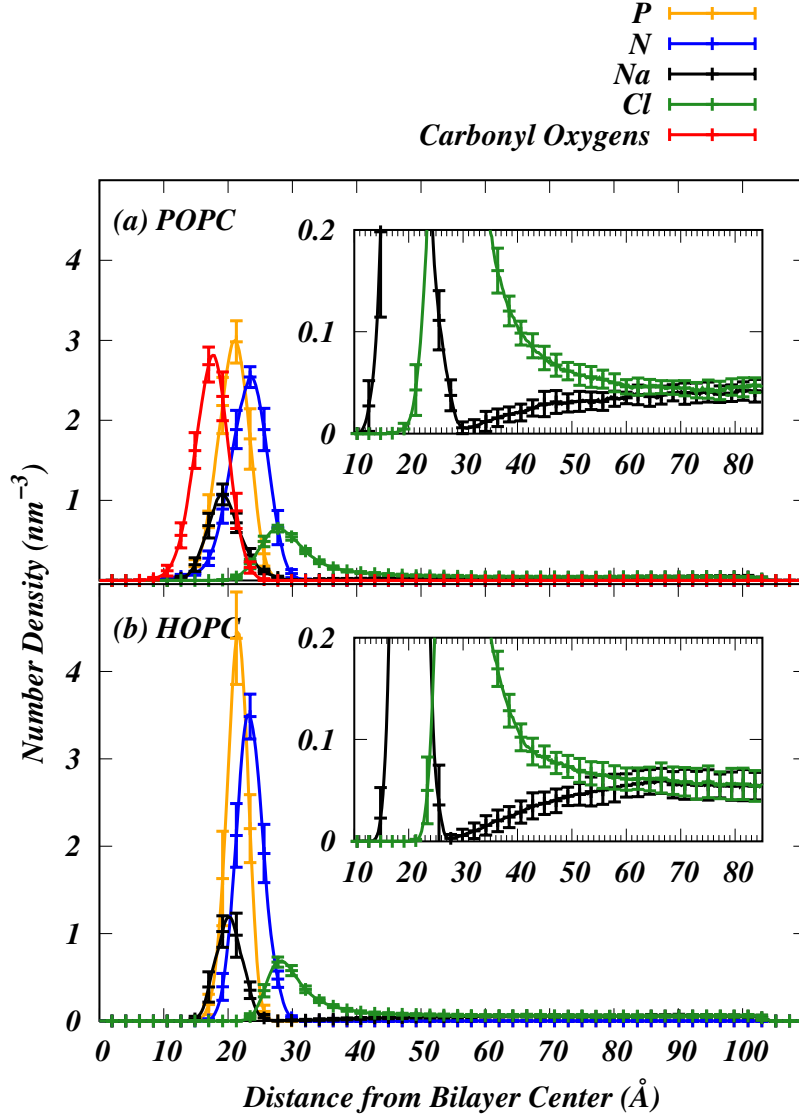 P
N
Na
Cl
Carbonyl Oxygens
(a) POPC
4
3
2
1
0.2
0.1
0
10 20 30 40 50 60 70 80
(b) HOPC
4
3
2
1
0
0.2
0.1
0
10 20 30 40 50 60 70 80
0 10 20 30 40 50 60 70 80 90 100
Number Density (nm⁻³)
Distance from Bilayer Center (Å)